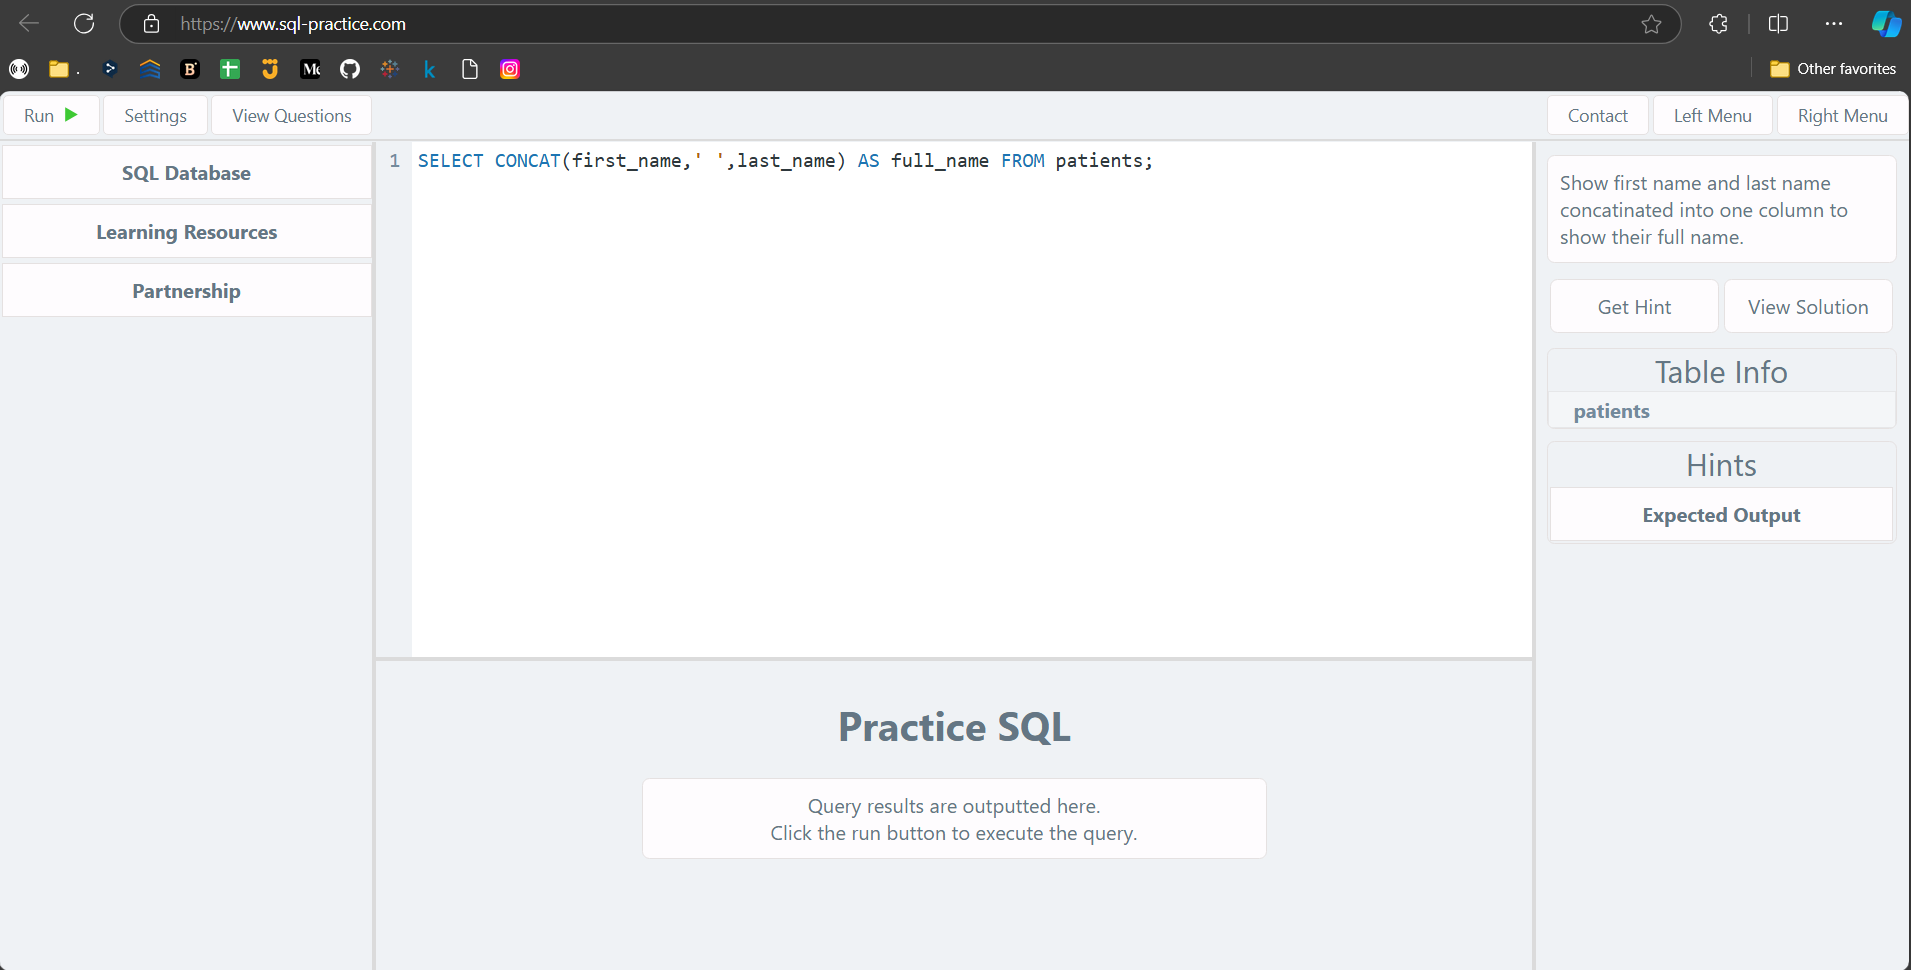 https://www.sql-practice.com
.
B
M
k
Other favorites
Run
Settings
View Questions
Contact
Left Menu
Right Menu
SQL Database
Learning Resources
Partnership
1 SELECT CONCAT(first_name,' ',last_name) AS full_name FROM patients;
Show first name and last name
concatinated into one column to
show their full name.
Get Hint
View Solution
Table Info
patients
Hints
Expected Output
Practice SQL
Query results are outputted here.
Click the run button to execute the query.